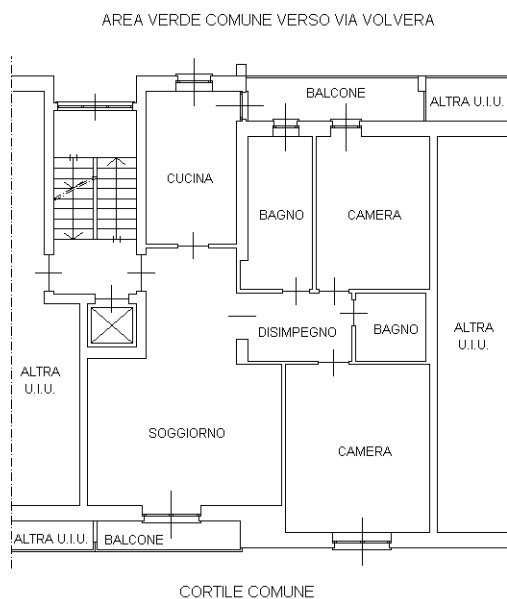 AREA VERDE COMUNE VERSO VIA VOLVERA
BALCONE
ALTRA U.I.U.
CUCINA
BAGNO
CAMERA
DISIMPEGNO
BAGNO
ALTRA
U.I.U.
ALTRA
U.I.U.
SOGGIORNO
CAMERA
ALTRA U.I.U.
BALCONE
CORTILE COMUNE